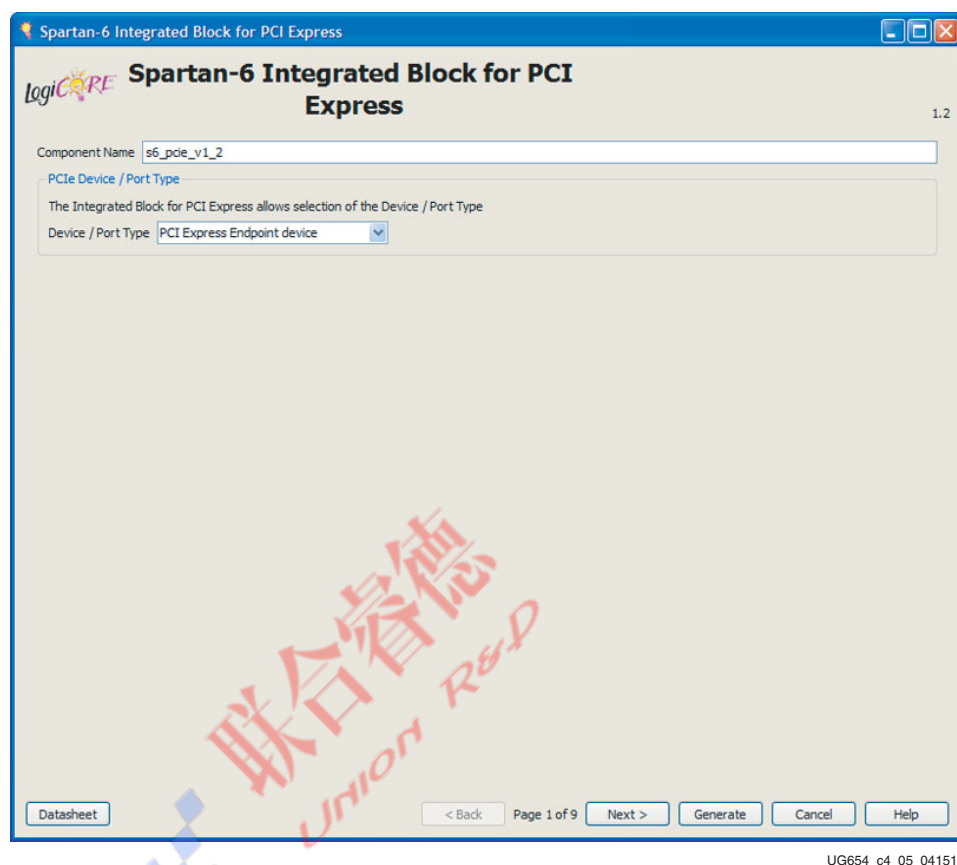 Spartan-6 Integrated Block for PCI Express
LogiCORE
Spartan-6 Integrated Block for PCI
Express
1.2
Component Name s6_pcie_v1_2
PCIe Device / Port Type
The Integrated Block for PCI Express allows selection of the Device / Port Type
Device / Port Type PCI Express Endpoint device
联合睿德
UNION R&D
Datasheet < Back Page 1 of 9 Next > Generate Cancel Help
UG654_c4_05_04151